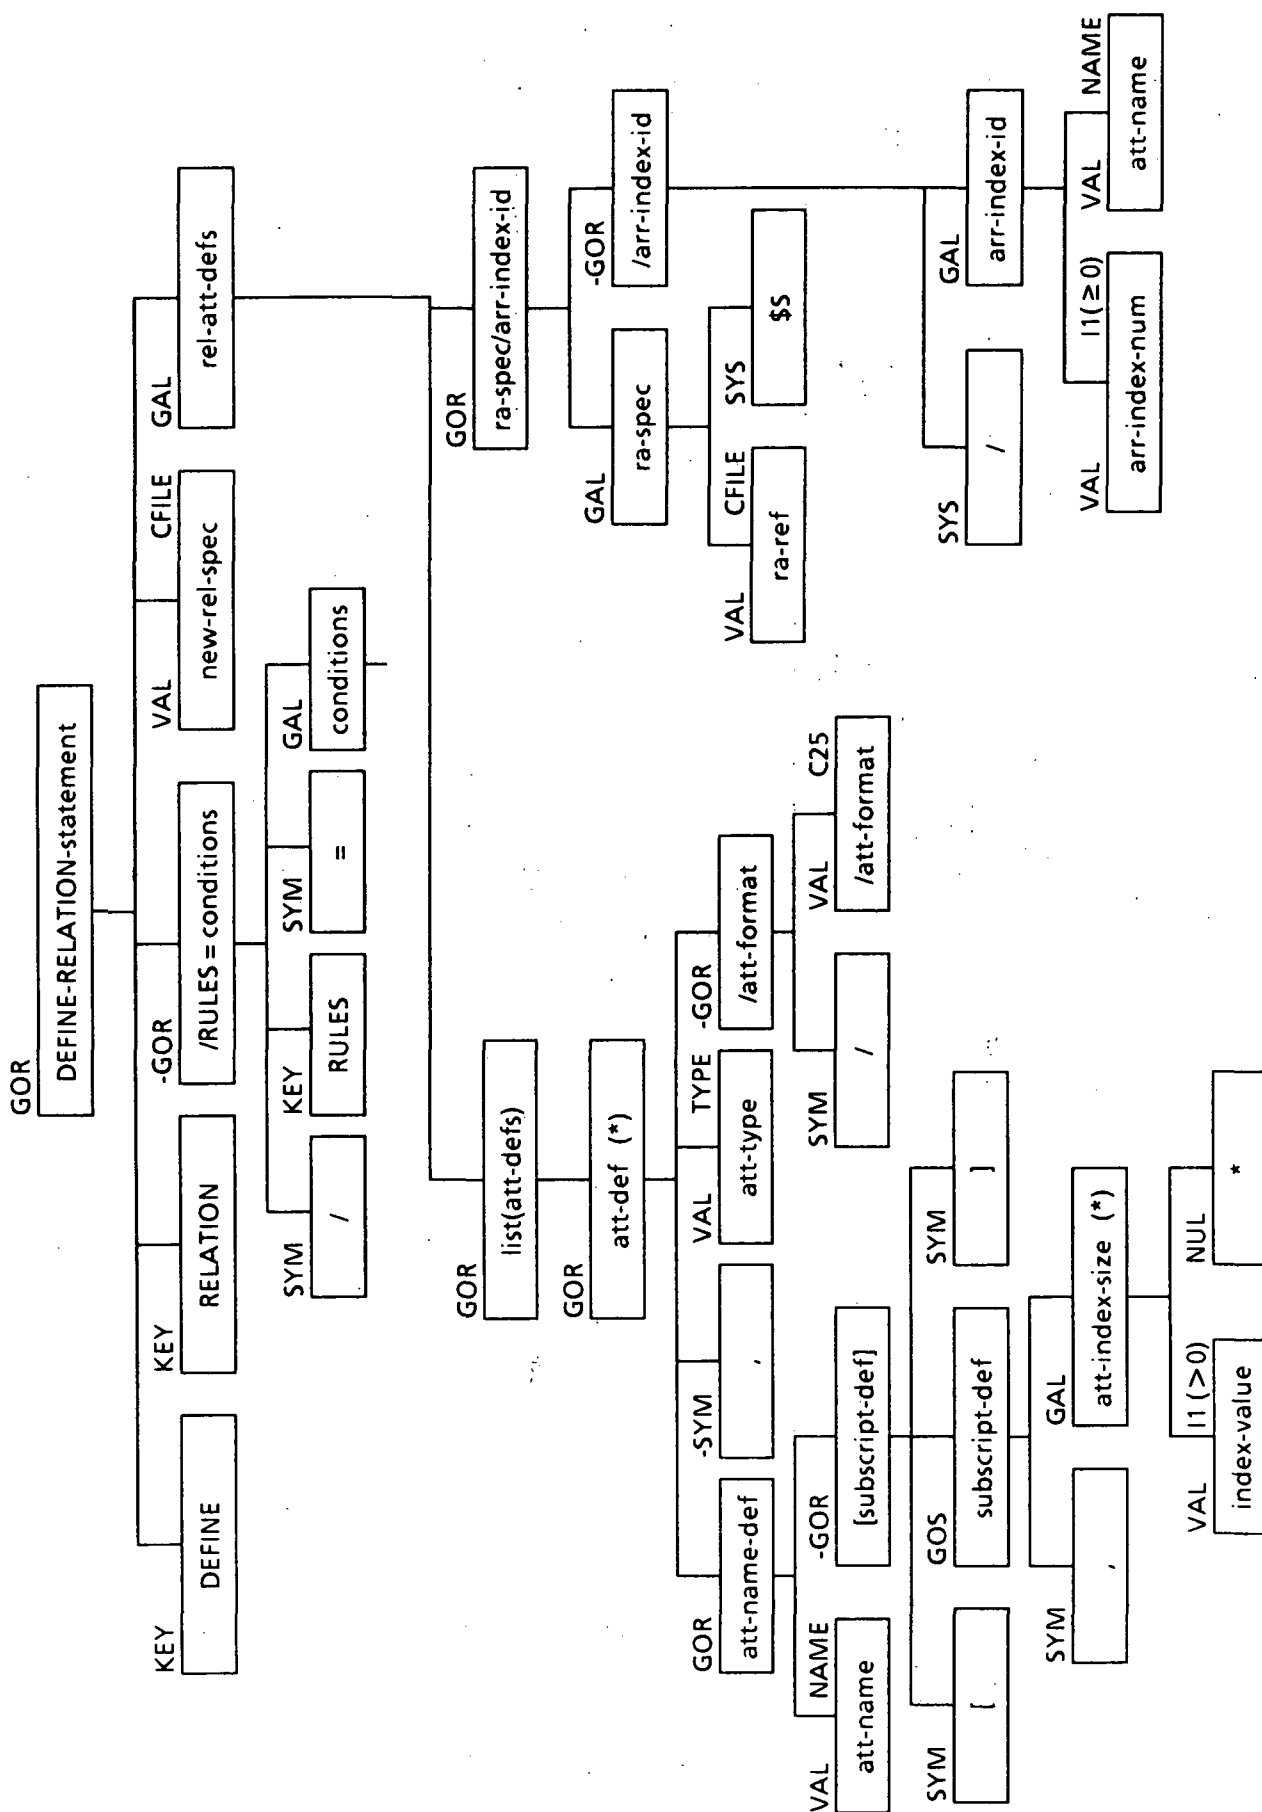 GOR
DEFINE-RELATION-statement
KEY
DEFINE
KEY
RELATION
-GOR
/RULES = conditions
VAL CFILE
new-rel-spec
GAL
rel-att-defs
SYM
/
KEY
RULES
SYM
=
GAL
conditions
GOR
list(att-defs)
GOR
ra-spec/arr-index-id
GOR
att-def (*)
GAL
ra-spec
-GOR
/arr-index-id
GOR
att-name-def
-SYM
,
VAL TYPE
att-type
-GOR
/att-format
VAL CFILE
ra-ref
SYS
$S
VAL NAME
att-name
-GOR
[subscript-def]
SYM
/
VAL C25
/att-format
SYM
[
GOS
subscript-def
SYM
]
SYS
/
GAL
arr-index-id
SYM
,
GAL
att-index-size (*)
VAL I1(≥0)
arr-index-num
VAL NAME
att-name
VAL I1(>0)
index-value
NUL
*